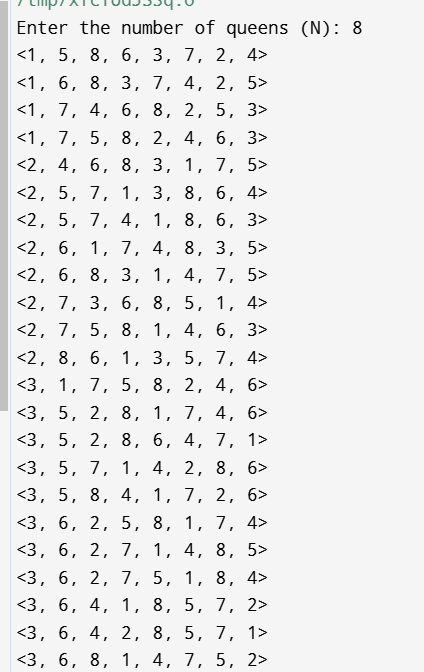 Enter the number of queens (N): 8
<1, 5, 8, 6, 3, 7, 2, 4>
<1, 6, 8, 3, 7, 4, 2, 5>
<1, 7, 4, 6, 8, 2, 5, 3>
<1, 7, 5, 8, 2, 4, 6, 3>
<2, 4, 6, 8, 3, 1, 7, 5>
<2, 5, 7, 1, 3, 8, 6, 4>
<2, 5, 7, 4, 1, 8, 6, 3>
<2, 6, 1, 7, 4, 8, 3, 5>
<2, 6, 8, 3, 1, 4, 7, 5>
<2, 7, 3, 6, 8, 5, 1, 4>
<2, 7, 5, 8, 1, 4, 6, 3>
<2, 8, 6, 1, 3, 5, 7, 4>
<3, 1, 7, 5, 8, 2, 4, 6>
<3, 5, 2, 8, 1, 7, 4, 6>
<3, 5, 2, 8, 6, 4, 7, 1>
<3, 5, 7, 1, 4, 2, 8, 6>
<3, 5, 8, 4, 1, 7, 2, 6>
<3, 6, 2, 5, 8, 1, 7, 4>
<3, 6, 2, 7, 1, 4, 8, 5>
<3, 6, 2, 7, 5, 1, 8, 4>
<3, 6, 4, 1, 8, 5, 7, 2>
<3, 6, 4, 2, 8, 5, 7, 1>
<3, 6, 8, 1, 4, 7, 5, 2>